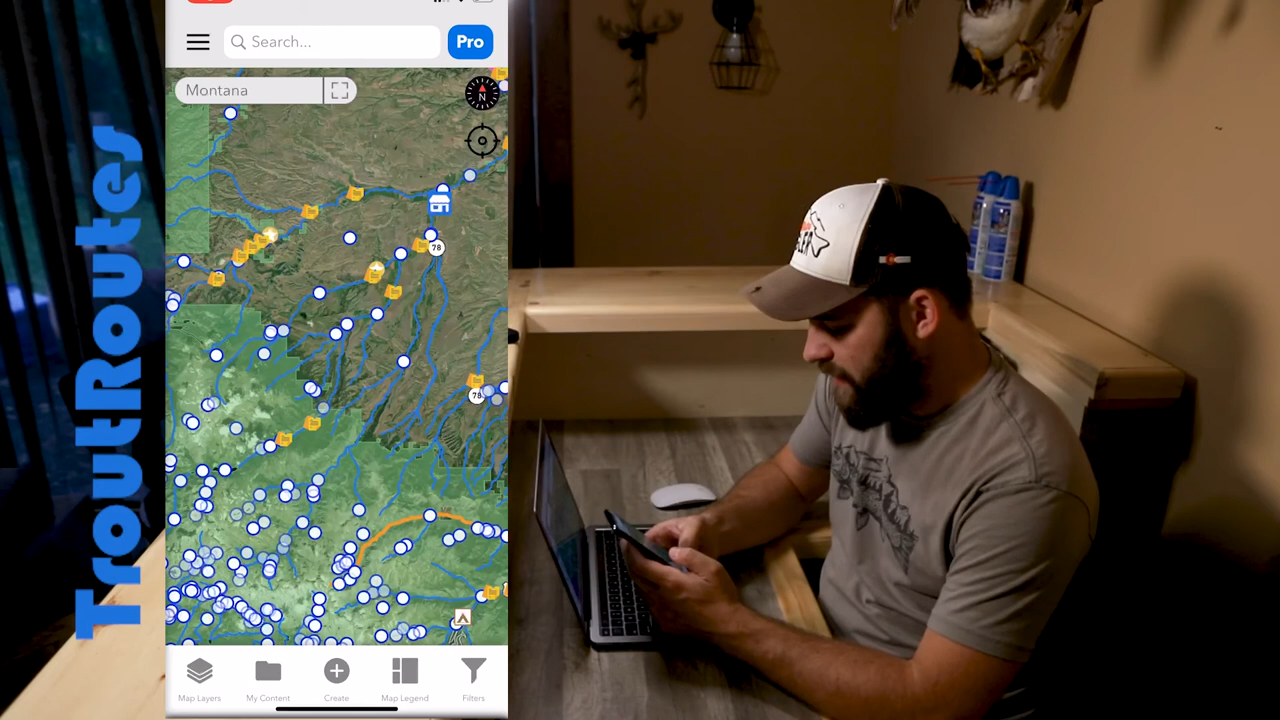 TroutRoutes
Search...
Pro
Montana
N
78
78
Map Layers
My Content
Create
Map Legend
Filters